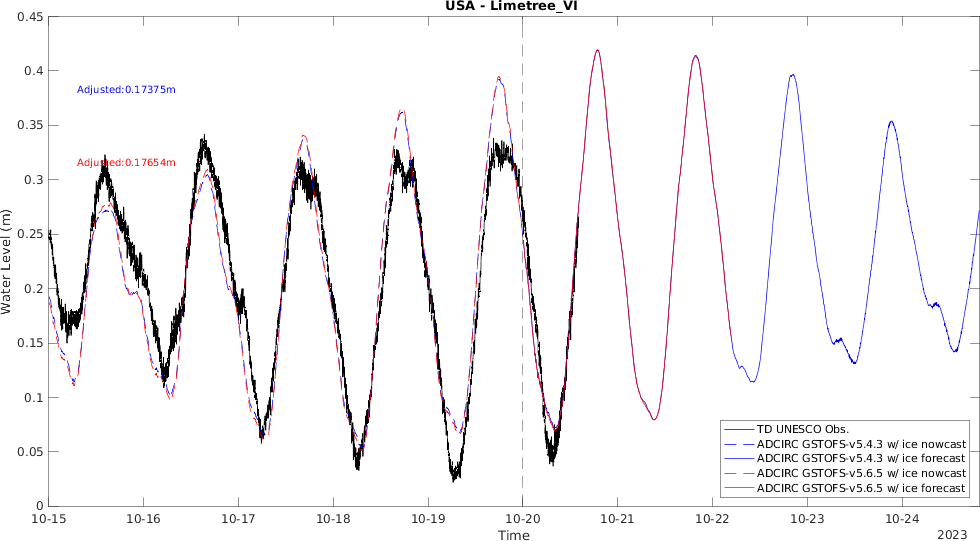 USA - Limetree_VI
0.45
0.4
0.35
0.3
0.25
0.2
0.15
0.1
0.05
0
Water Level (m)
Adjusted:0.17375m
Adjusted:0.17654m
TD UNESCO Obs.
ADCIRC GSTOFS-v5.4.3 w/ ice nowcast
ADCIRC GSTOFS-v5.4.3 w/ ice forecast
ADCIRC GSTOFS-v5.6.5 w/ ice nowcast
ADCIRC GSTOFS-v5.6.5 w/ ice forecast
10-15 10-16 10-17 10-18 10-19 10-20 10-21 10-22 10-23 10-24
Time
2023